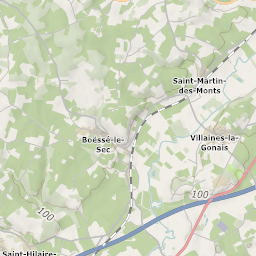 Saint-Martin-
des-Monts
Boëssé-le-
Sec
Villaines-la-
Gonais
100
100
Saint-Hilaire-